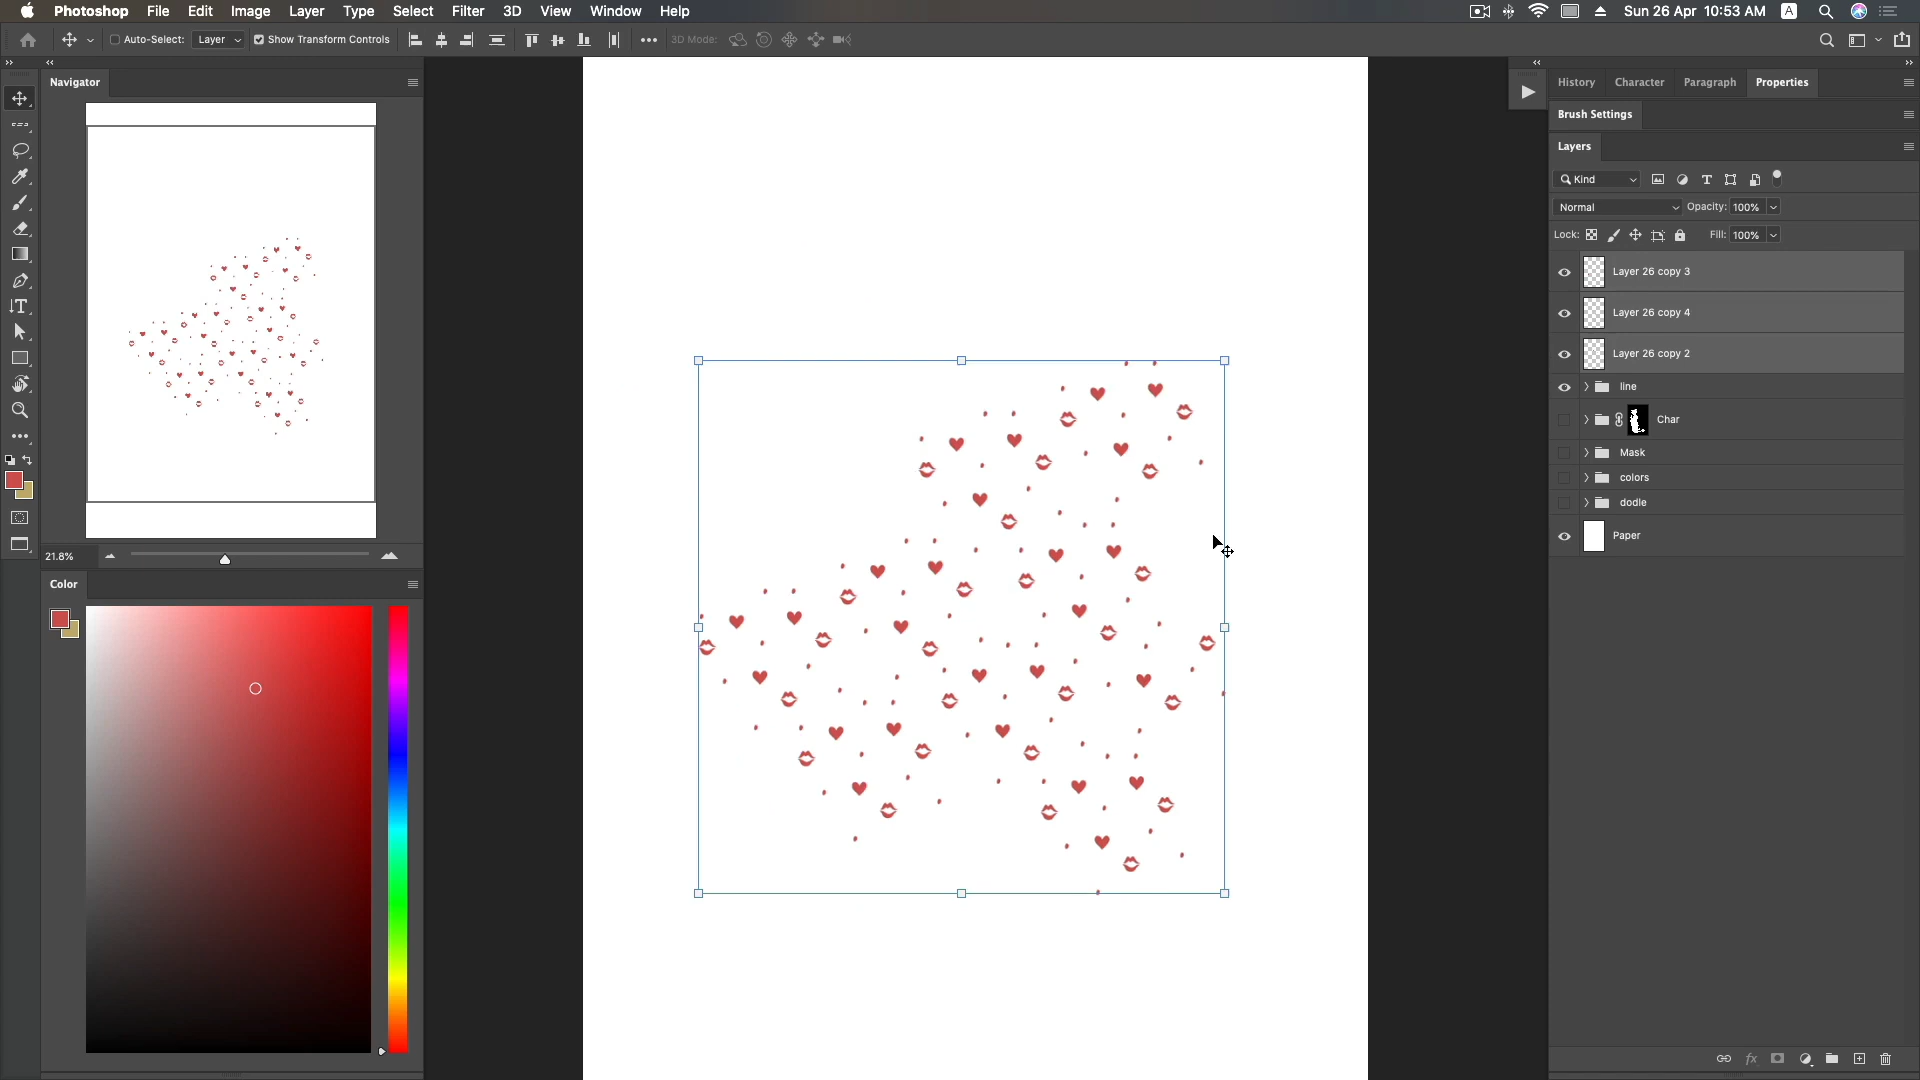 Photoshop File Edit Image Layer Type Select Filter 3D View Window Help
Sun 26 Apr 10:53 AM A
Auto-Select: Layer Show Transform Controls 3D Mode:
Navigator
21.8%
Color
History Character Paragraph Properties
Brush Settings
Layers
Kind
Normal Opacity: 100%
Lock: Fill: 100%
Layer 26 copy 3
Layer 26 copy 4
Layer 26 copy 2
line
Char
Mask
colors
dodle
Paper
fx